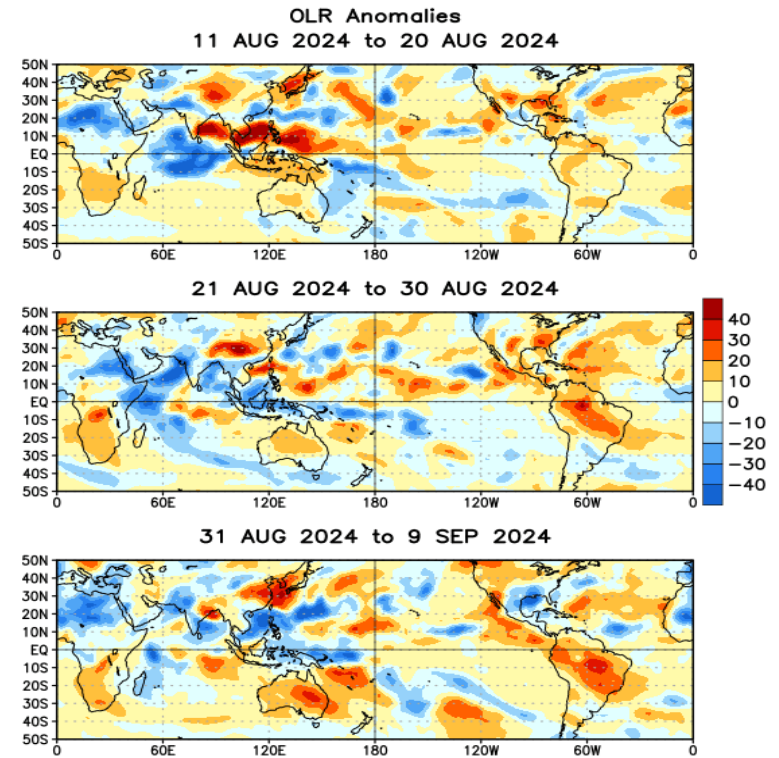 OLR Anomalies
11 AUG 2024 to 20 AUG 2024
50N
40N
30N
20N
10N
EQ
10S
20S
30S
40S
50S
0 60E 120E 180 120W 60W 0
21 AUG 2024 to 30 AUG 2024
50N
40N
30N
20N
10N
EQ
10S
20S
30S
40S
50S
0 60E 120E 180 120W 60W 0
40
30
20
10
0
−10
−20
−30
−40
31 AUG 2024 to 9 SEP 2024
50N
40N
30N
20N
10N
EQ
10S
20S
30S
40S
50S
0 60E 120E 180 120W 60W 0